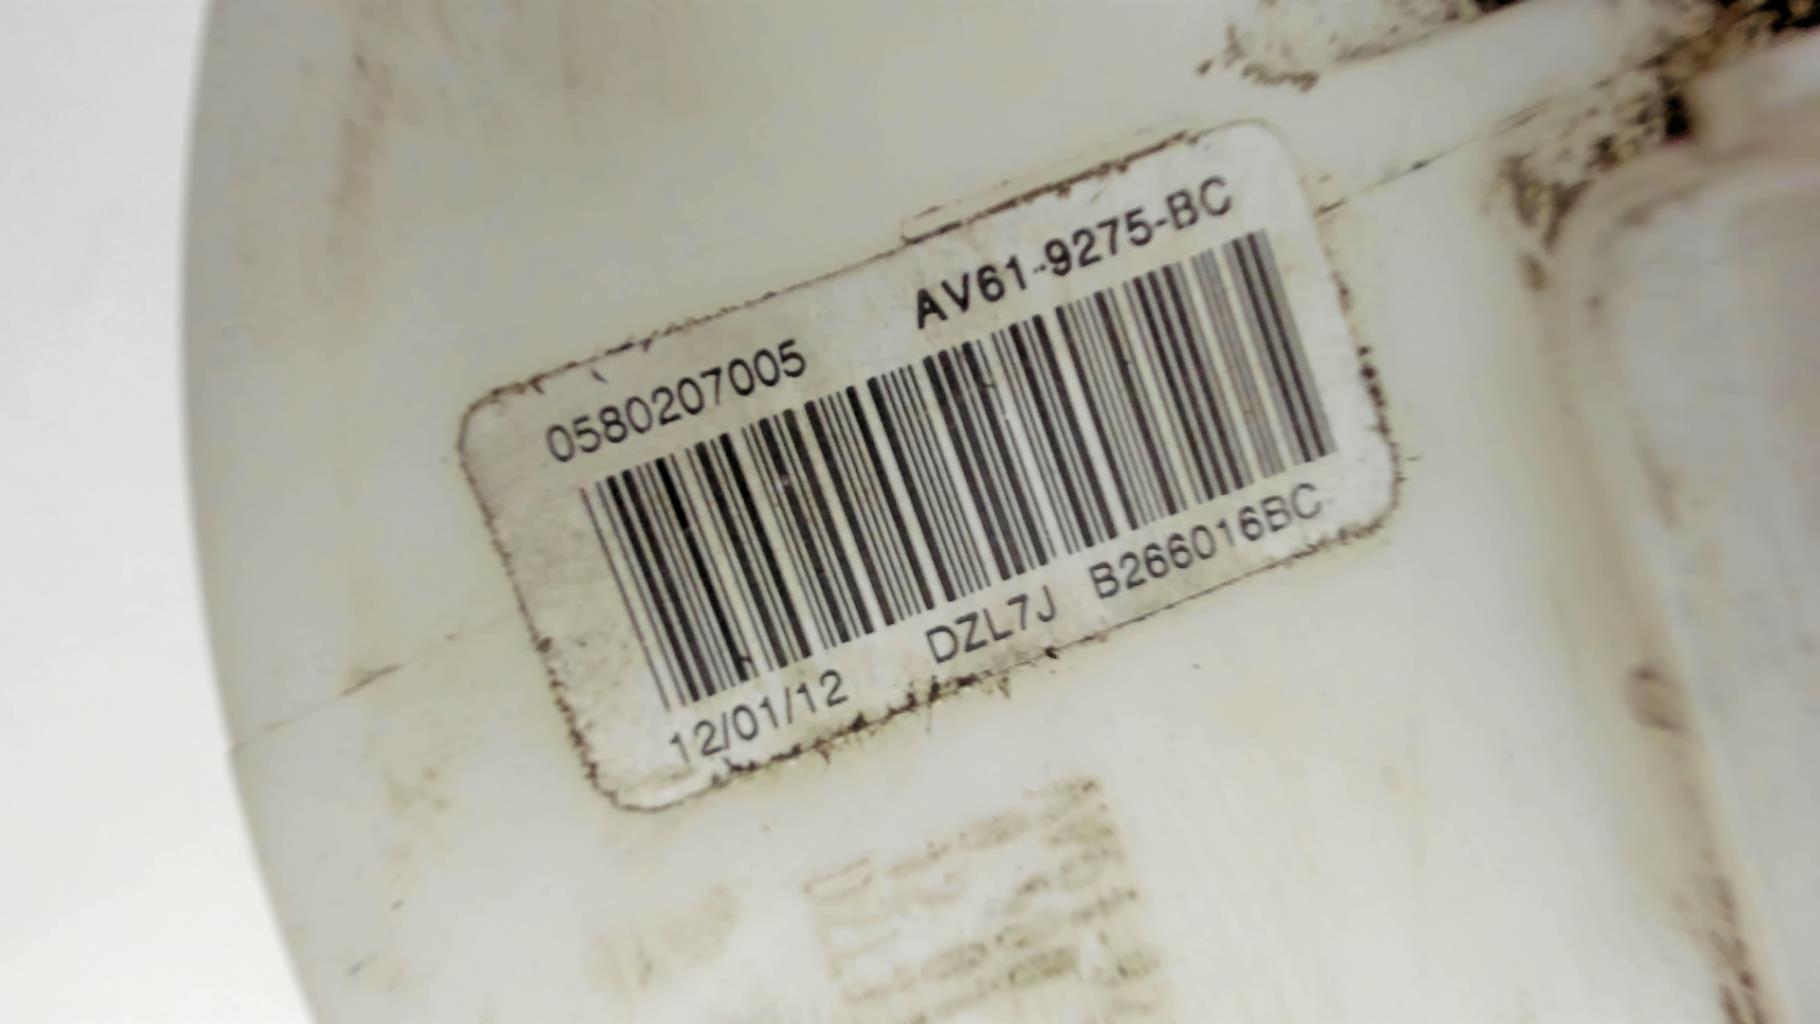 0580207005 AV61-9275-BC
12/01/12 DZL7J B266016BC